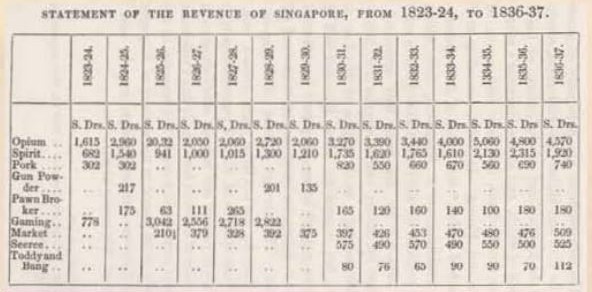 STATEMENT OF THE REVENUE OF SINGAPORE, FROM 1823-24, TO 1836-37.
1823-24. 1824-25. 1825-26. 1826-27. 1827-28. 1828-29. 1829-30. 1830-31. 1831-32. 1832-33. 1833-34. 1334-35. 1835-36. 1836-37.
S. Drs. S. Drs. S. Drs. S. Drs. S, Drs. S. Drs. S. Drs. S. Drs. S. Drs. S. Drs. S. Drs. S. Drs. S. Drs. S Drs.
Opium .. 1,615 2,960 20,32 2,050 2,060 2,720 2,060 3,270 3,390 3,440 4,000 5,060 4,800 4,570
Spirit.... 682 1,540 941 1,000 1,015 1,300 1,210 1,735 1,620 1,765 1,610 2,130 2,315 1,920
Pork .... 302 302 .. .. .. .. .. 820 550 660 670 560 690 740
Gun Pow-
der .... .. 217 .. .. .. 201 135 .. .. .. .. .. .. ..
Pawn Bro-
ker .... .. 175 63 111 265 .. .. 165 120 160 140 100 180 180
Gaming.. 778 .. 3,042 2,556 2,718 2,822 .. .. .. .. .. .. .. ..
Market .. .. .. 210½ 379 328 392 375 397 426 453 470 480 476 509
Seeree... .. .. .. .. .. .. .. 575 490 570 490 550 500 525
Toddy and
Bang .. .. .. .. .. .. .. .. 80 76 65 90 90 70 112